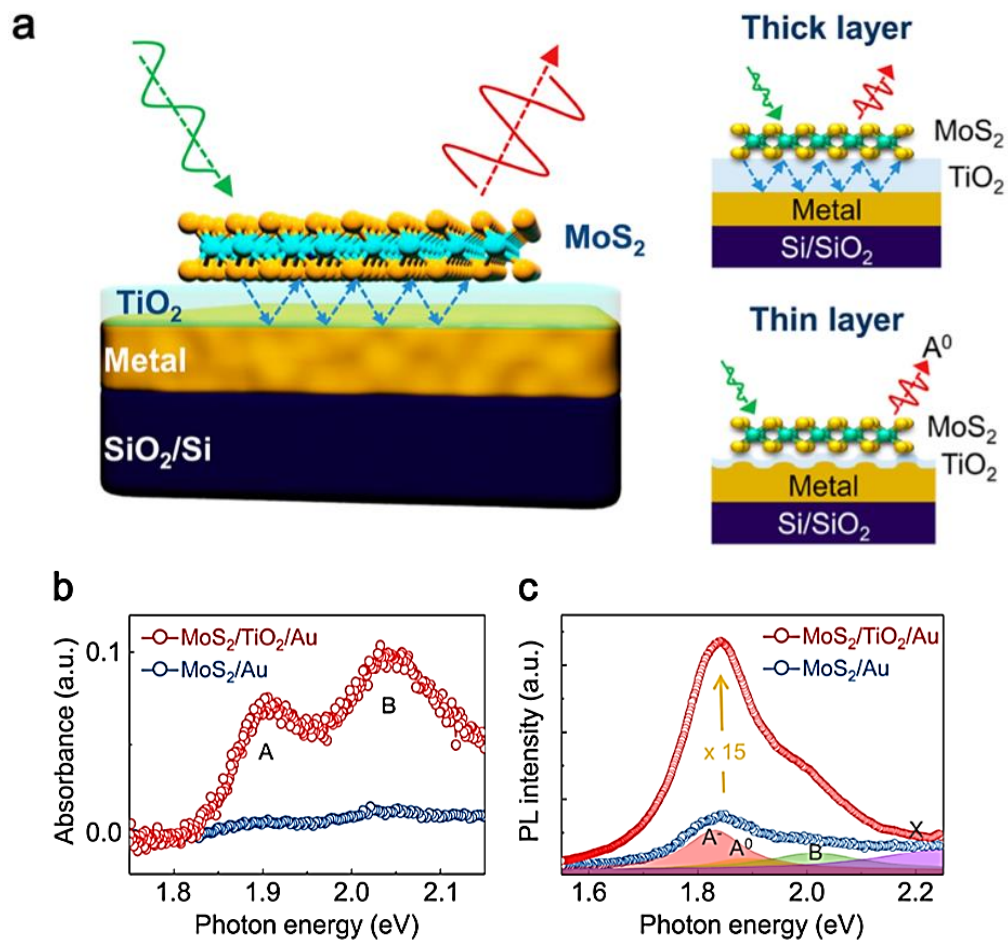 a
MoS₂
TiO₂
Metal
SiO₂/Si
Thick layer
MoS₂
TiO₂
Metal
Si/SiO₂
Thin layer
A⁰
MoS₂
TiO₂
Metal
Si/SiO₂
b
MoS₂/TiO₂/Au
MoS₂/Au
0.1
0.0
A
B
Absorbance (a.u.)
1.8 1.9 2.0 2.1
Photon energy (eV)
c
MoS₂/TiO₂/Au
MoS₂/Au
x 15
A⁻
A⁰
B
X
PL intensity (a.u.)
1.6 1.8 2.0 2.2
Photon energy (eV)